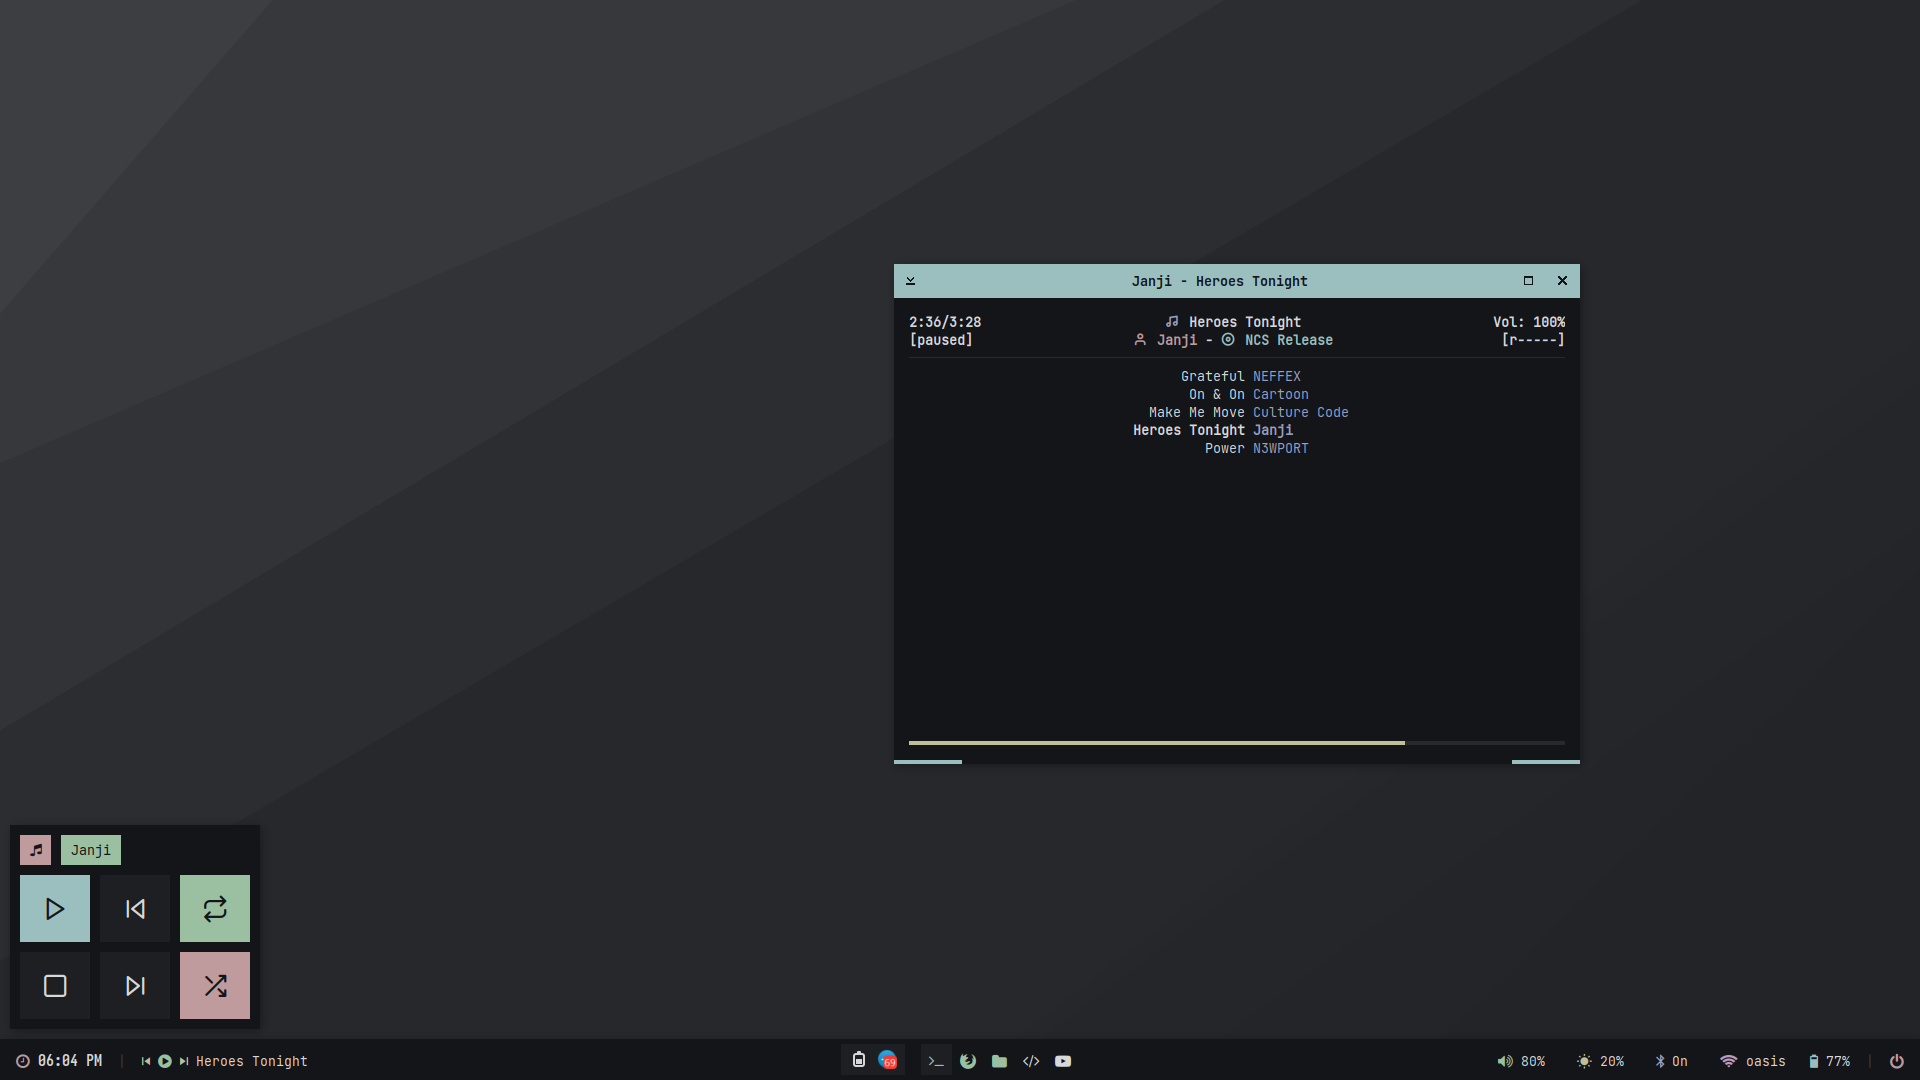 Janji - Heroes Tonight
2:36/3:28 Heroes Tonight Vol: 100%
[paused] Janji - NCS Release [r-----]
Grateful NEFFEX
On & On Cartoon
Make Me Move Culture Code
Heroes Tonight Janji
Power N3WPORT
Janji
06:04 PM | Heroes Tonight 69 80% 20% On oasis 77% |